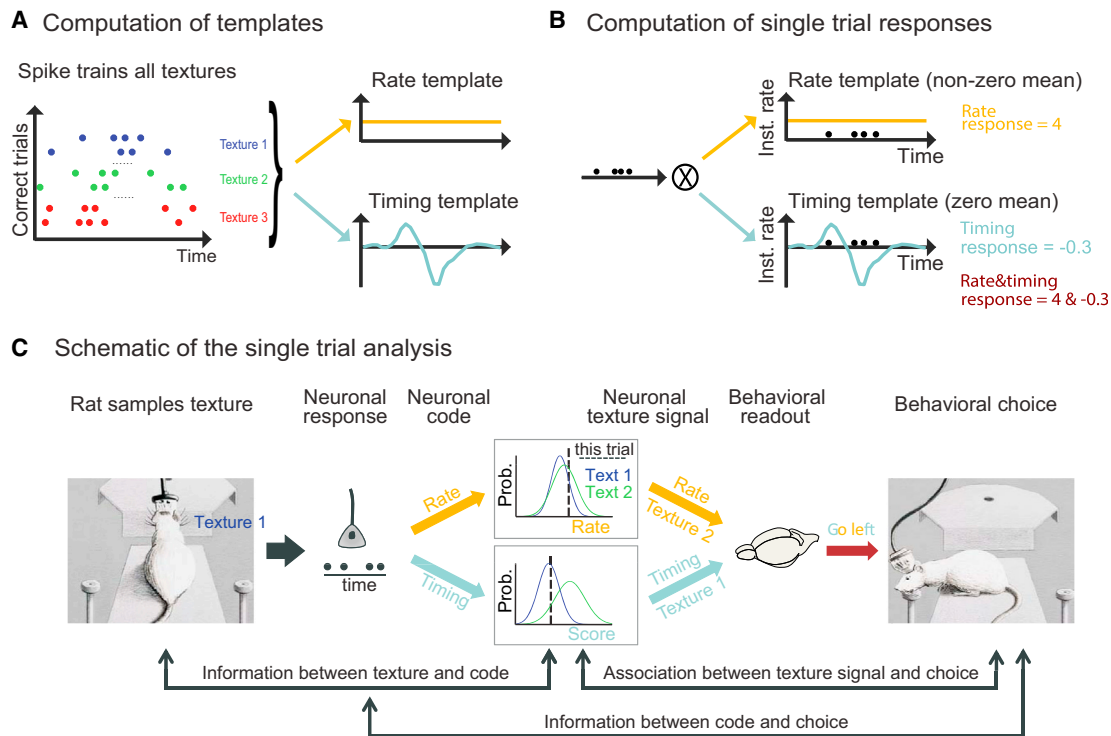 A Computation of templates
Spike trains all textures
Correct trials
Time
Texture 1
......
Texture 2
......
Texture 3
Rate template
Timing template
B Computation of single trial responses
Rate template (non-zero mean)
Inst. rate
Time
Rate
response = 4
X
Timing template (zero mean)
Inst. rate
Time
Timing
response = -0.3
Rate&timing
response = 4 & -0.3
C Schematic of the single trial analysis
Rat samples texture
Neuronal
response
Neuronal
code
Neuronal
texture signal
Behavioral
readout
Behavioral choice
Texture 1
time
Rate
Timing
Prob.
this trial
Text 1
Text 2
Rate
Prob.
Score
Rate
Texture 2
Timing
Texture 1
Go left
Information between texture and code
Association between texture signal and choice
Information between code and choice